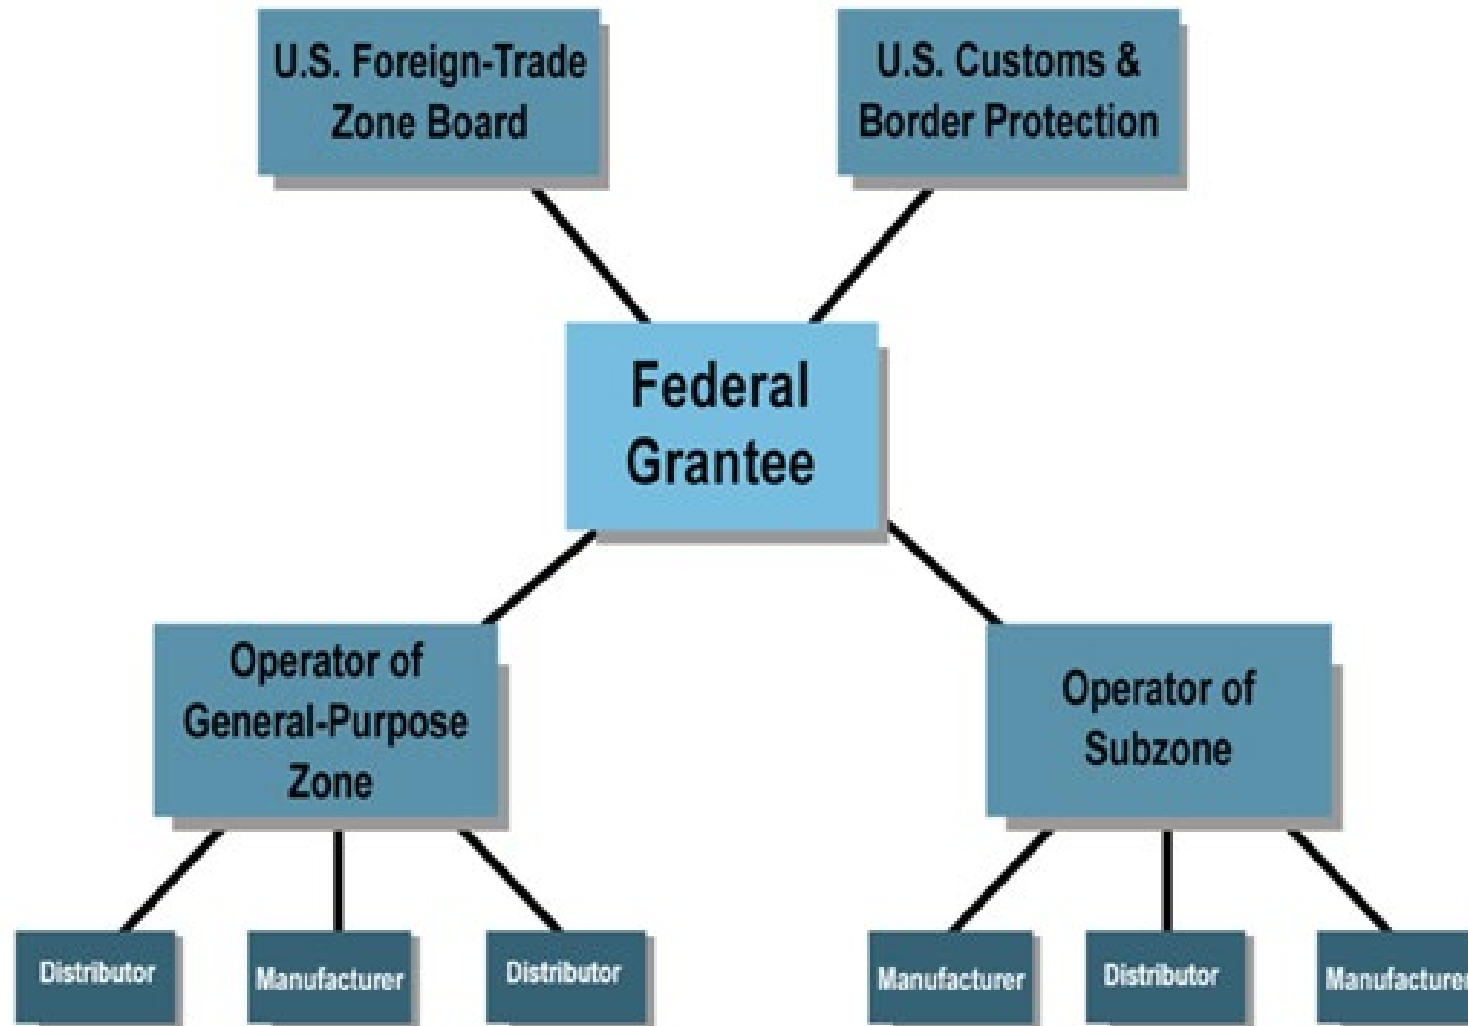 U.S. Foreign-Trade
Zone Board
U.S. Customs &
Border Protection
Federal
Grantee
Operator of
General-Purpose
Zone
Operator of
Subzone
Distributor
Manufacturer
Distributor
Manufacturer
Distributor
Manufacturer